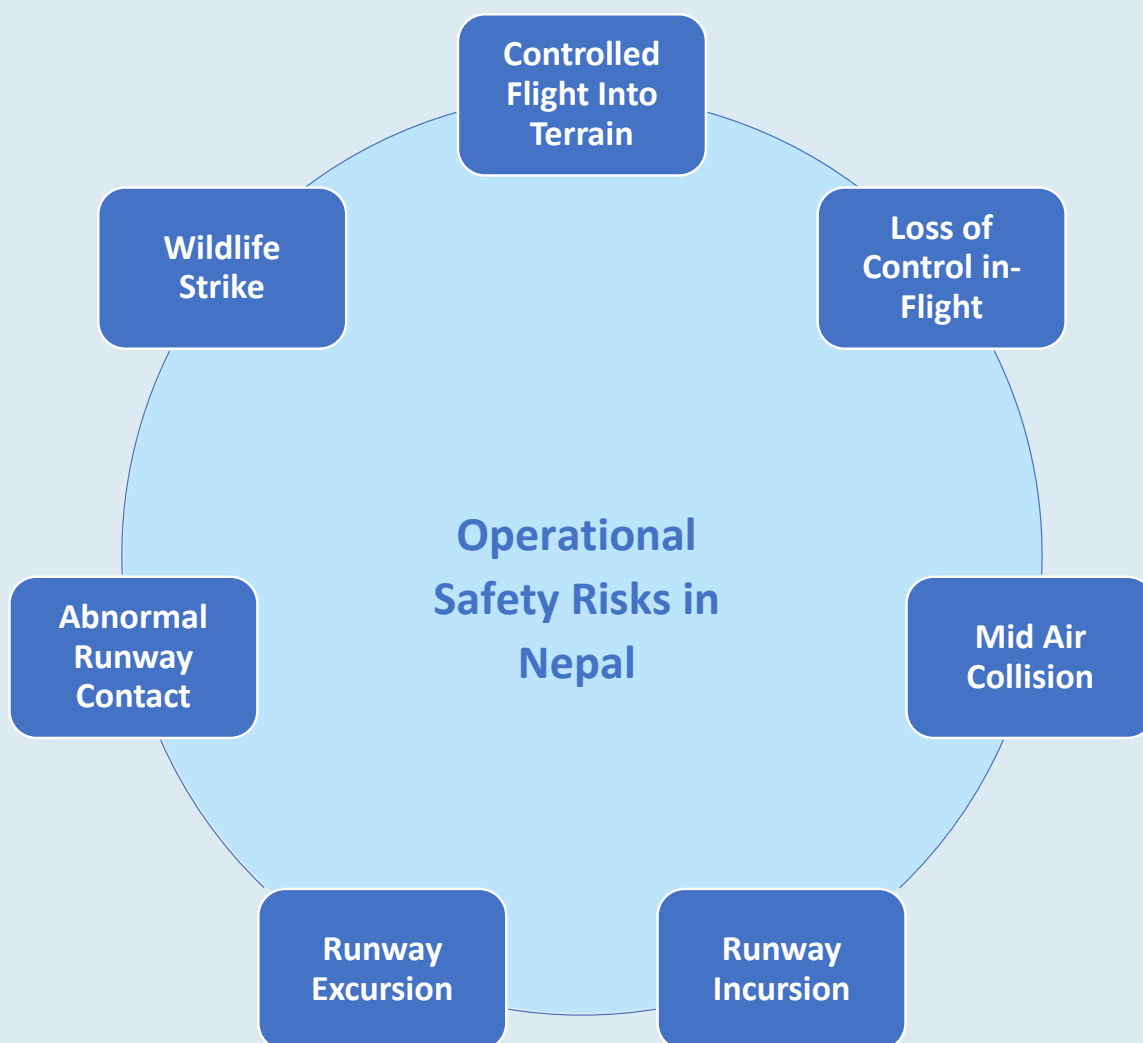 Controlled
Flight Into
Terrain
Loss of
Control in-
Flight
Mid Air
Collision
Runway
Incursion
Runway
Excursion
Abnormal
Runway
Contact
Wildlife
Strike
Operational
Safety Risks in
Nepal